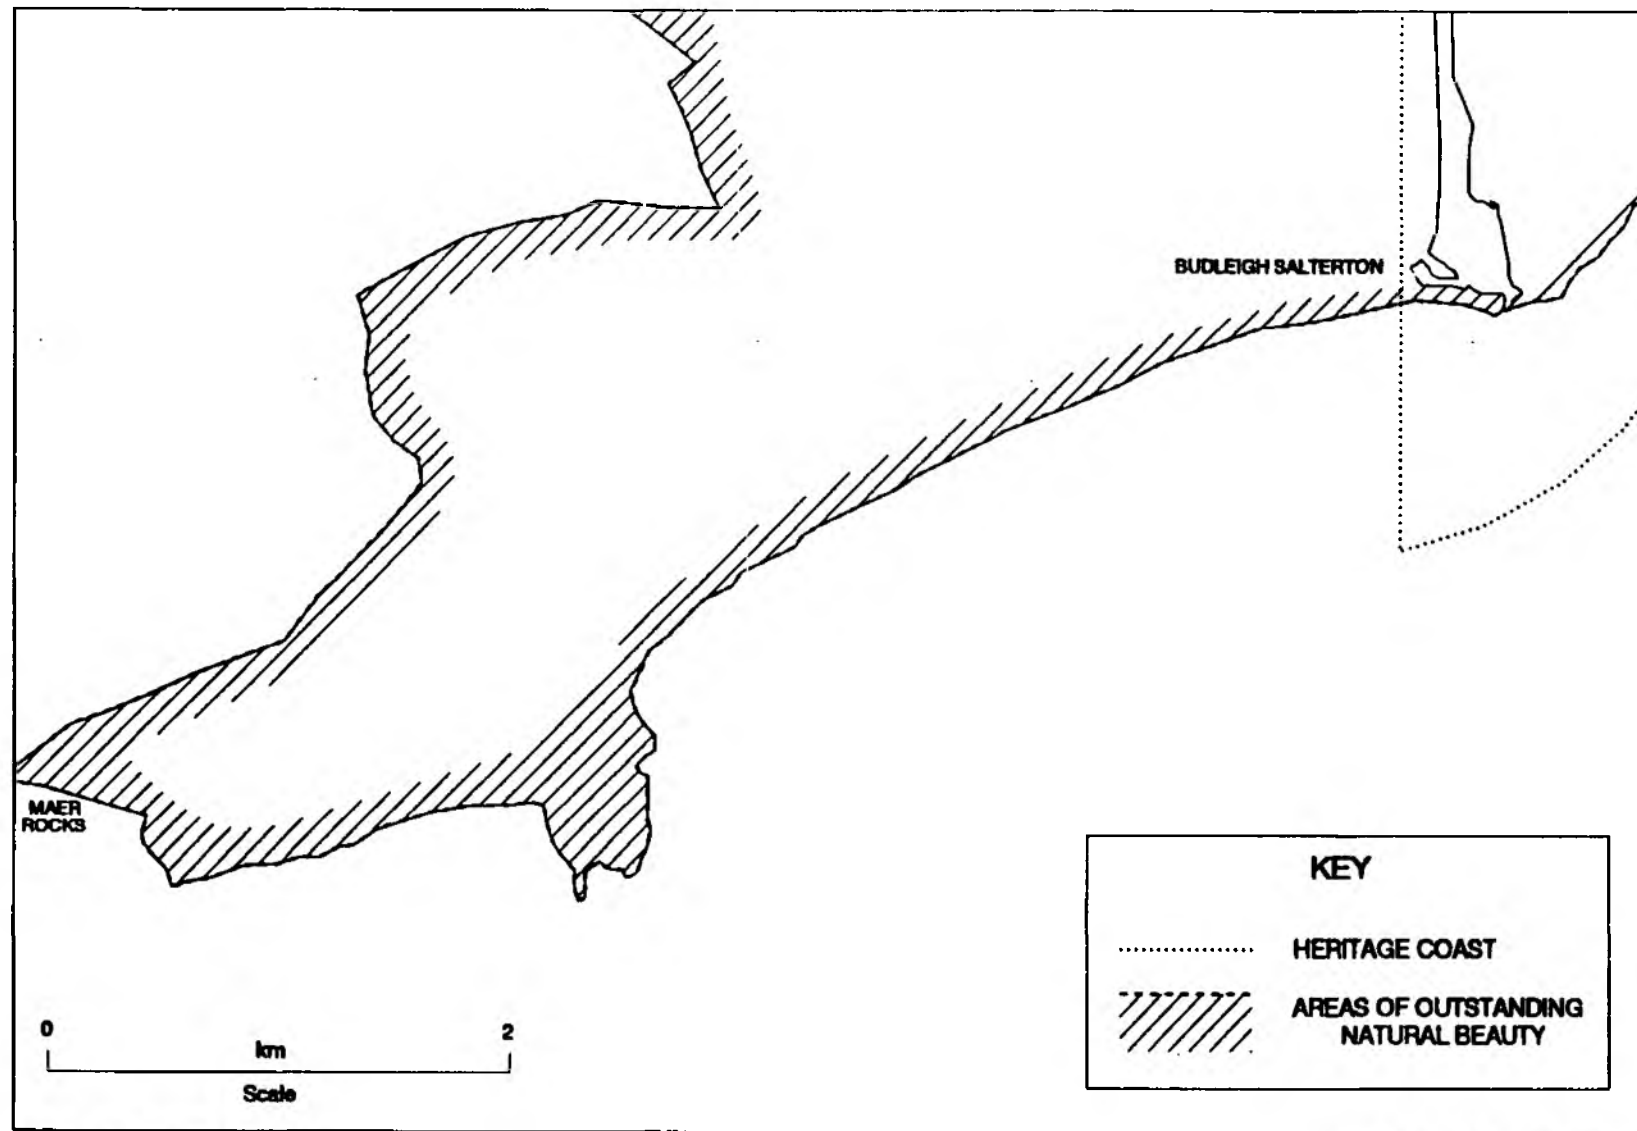 BUDLEIGH SALTERTON
MAER
ROCKS
KEY
HERITAGE COAST
AREAS OF OUTSTANDING
NATURAL BEAUTY
0
2
km
Scale